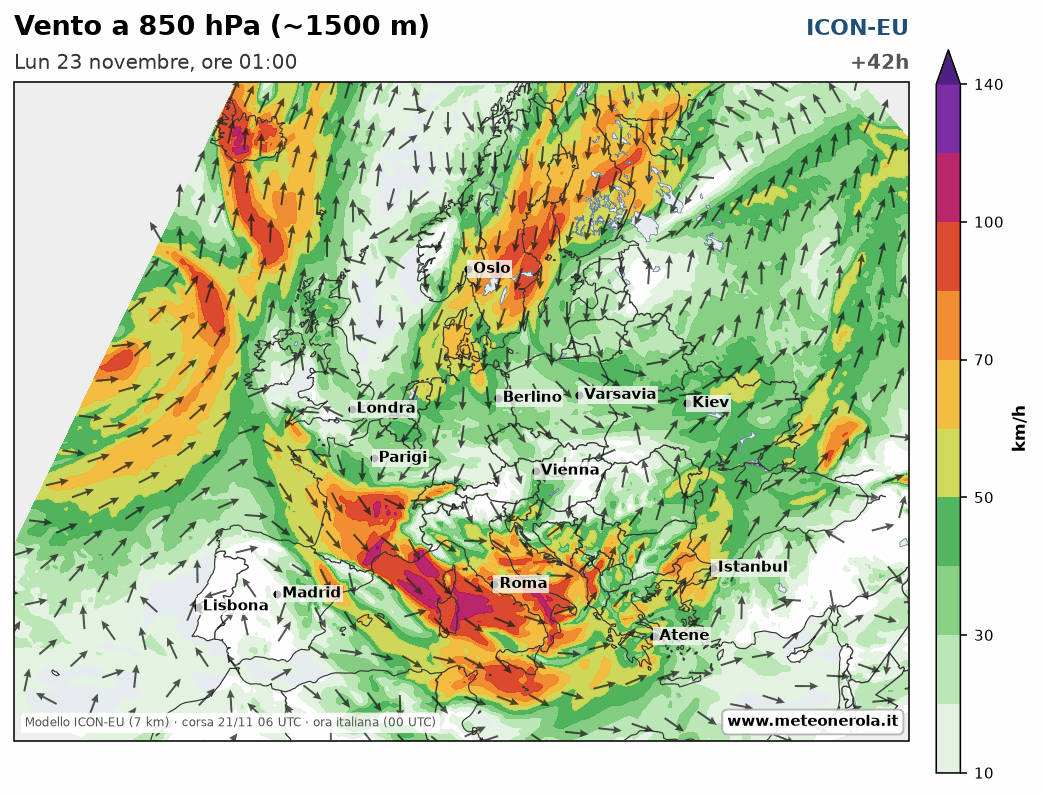 Vento a 850 hPa (~1500 m)
ICON-EU
Lun 23 novembre, ore 01:00
+42h
140
100
70
50
30
10
km/h
Oslo
Londra
Berlino
Varsavia
Kiev
Parigi
Vienna
Madrid
Lisbona
Roma
Istanbul
Atene
Modello ICON-EU (7 km) · corsa 21/11 06 UTC · ora italiana (00 UTC)
www.meteonerola.it